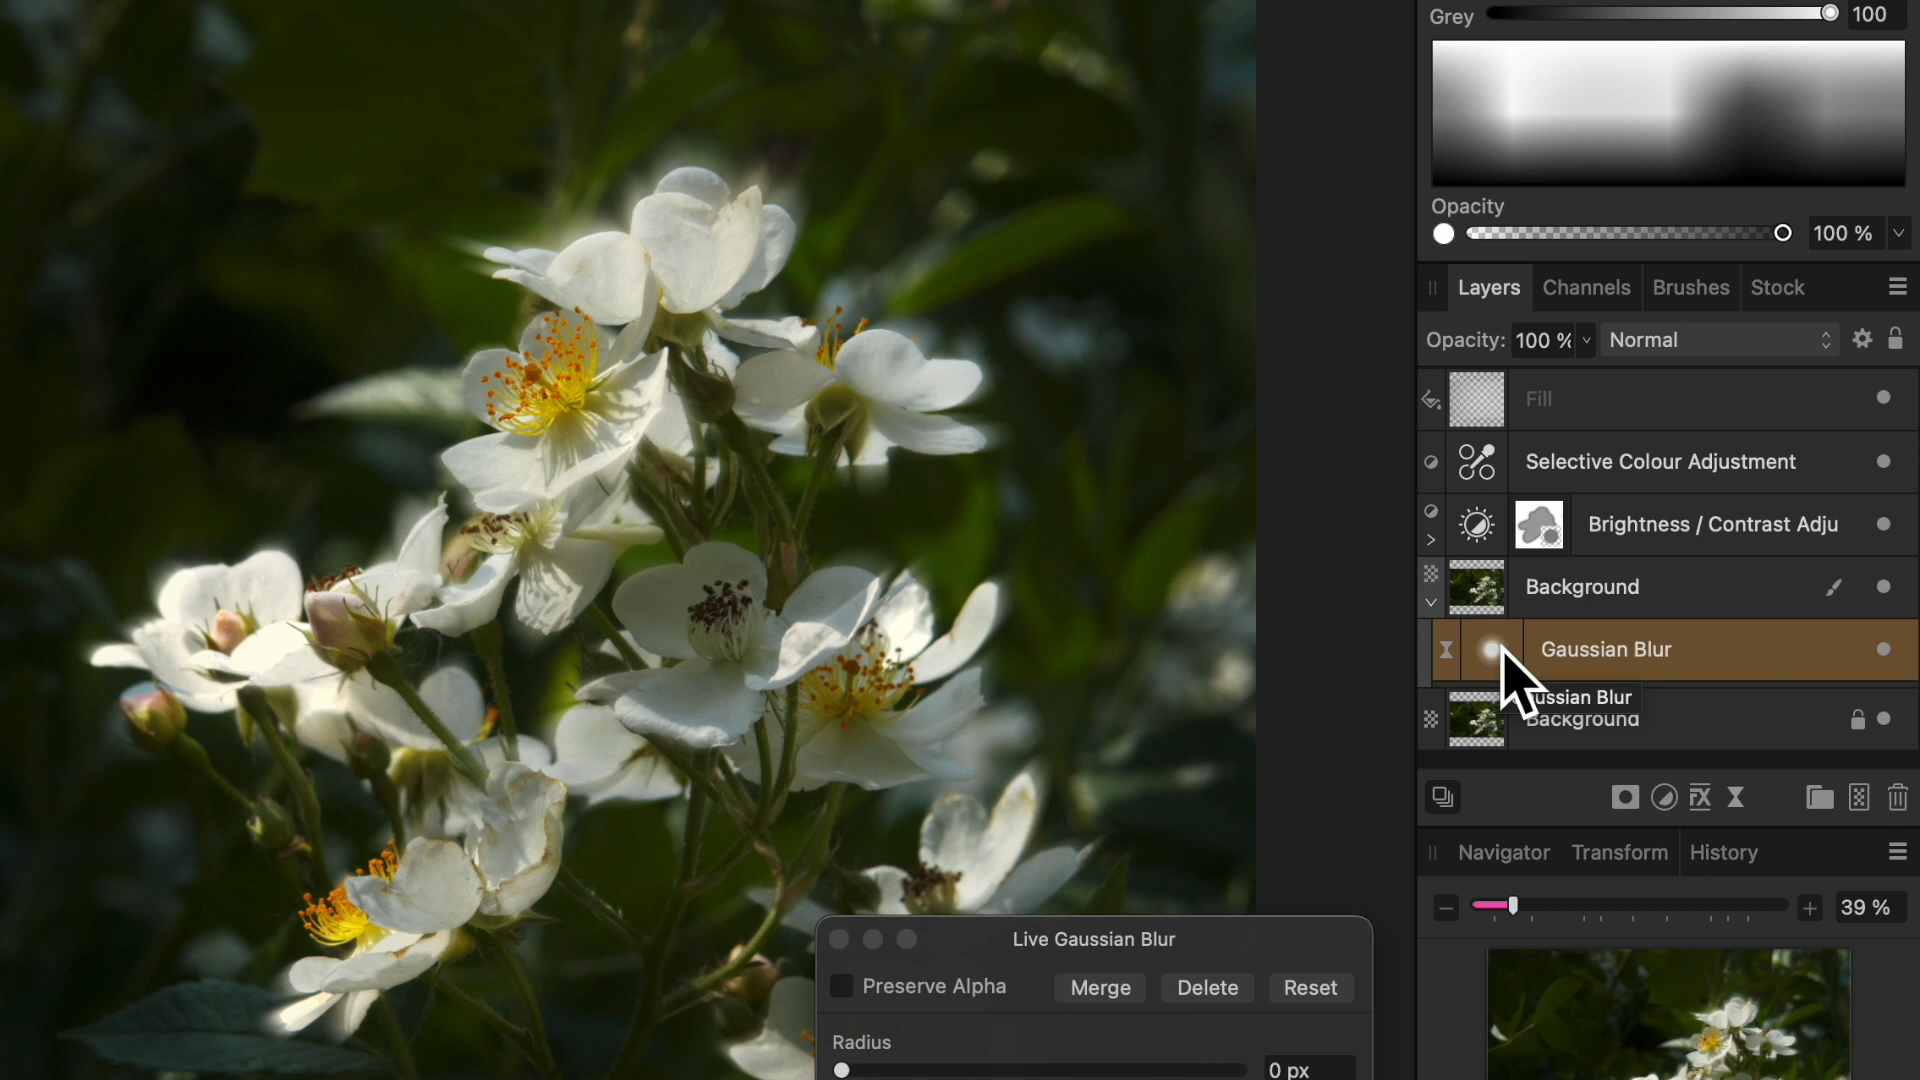 Grey 100
Opacity
100 %
Layers Channels Brushes Stock
Opacity: 100 % Normal
Fill
Selective Colour Adjustment
Brightness / Contrast Adju
Background
Gaussian Blur
ussian Blur
Background
FX
Navigator Transform History
39 %
Live Gaussian Blur
Preserve Alpha Merge Delete Reset
Radius
0 px